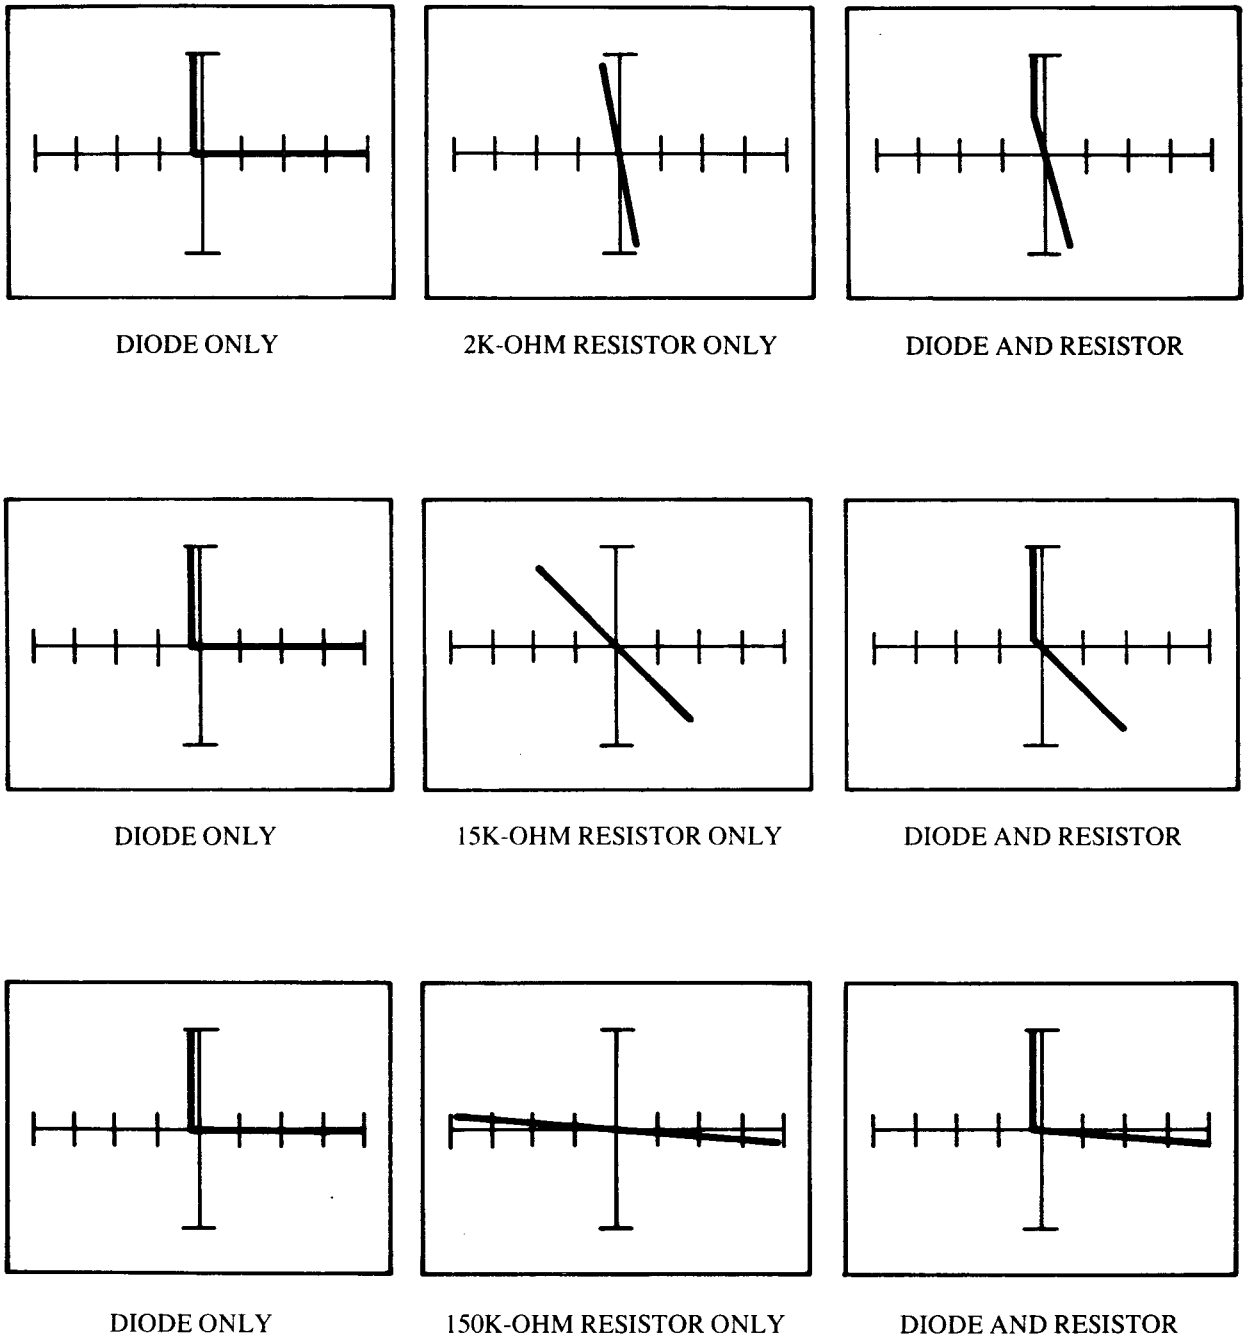 DIODE ONLY
2K-OHM RESISTOR ONLY
DIODE AND RESISTOR
DIODE ONLY
15K-OHM RESISTOR ONLY
DIODE AND RESISTOR
DIODE ONLY
150K-OHM RESISTOR ONLY
DIODE AND RESISTOR